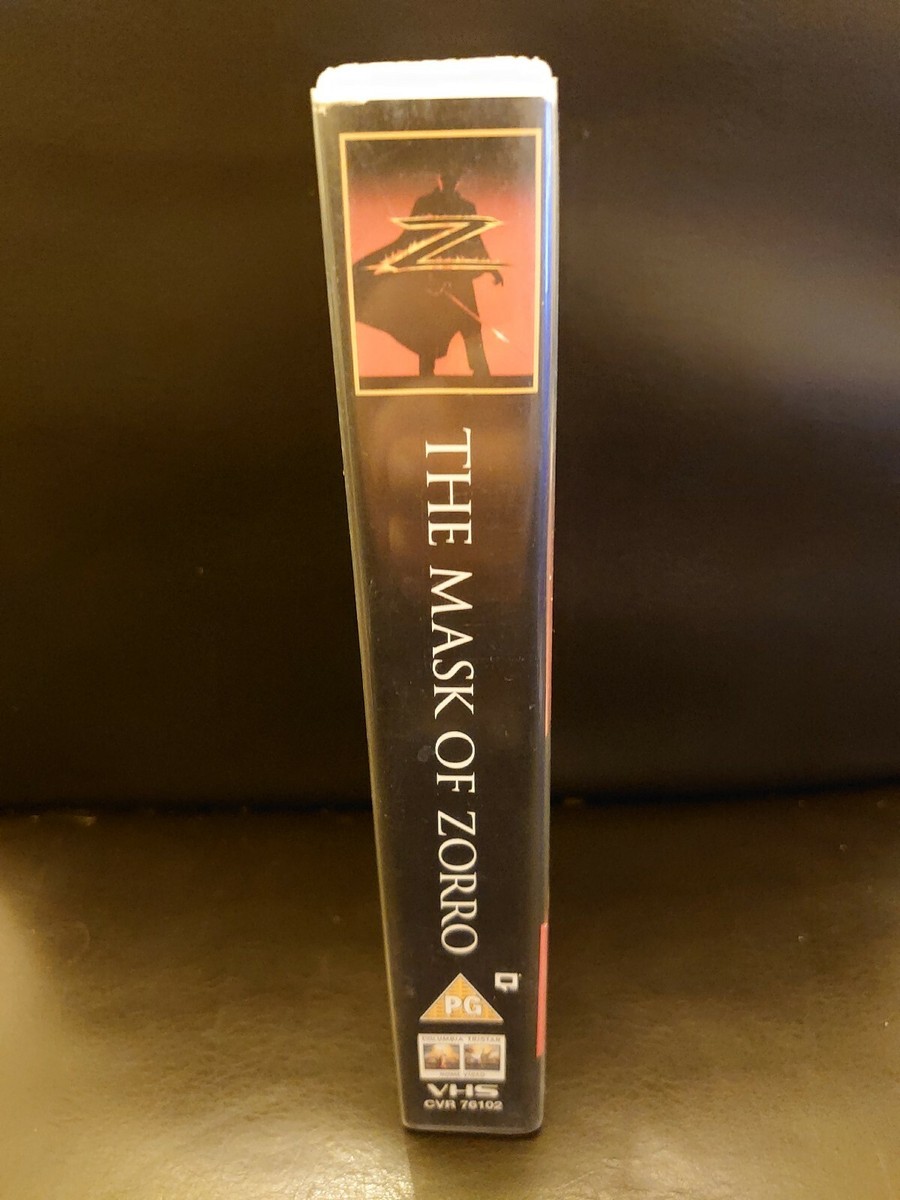 Z
THE MASK OF ZORRO
PG
COLUMBIA TRISTAR
HOME VIDEO
VHS
CVR 76102